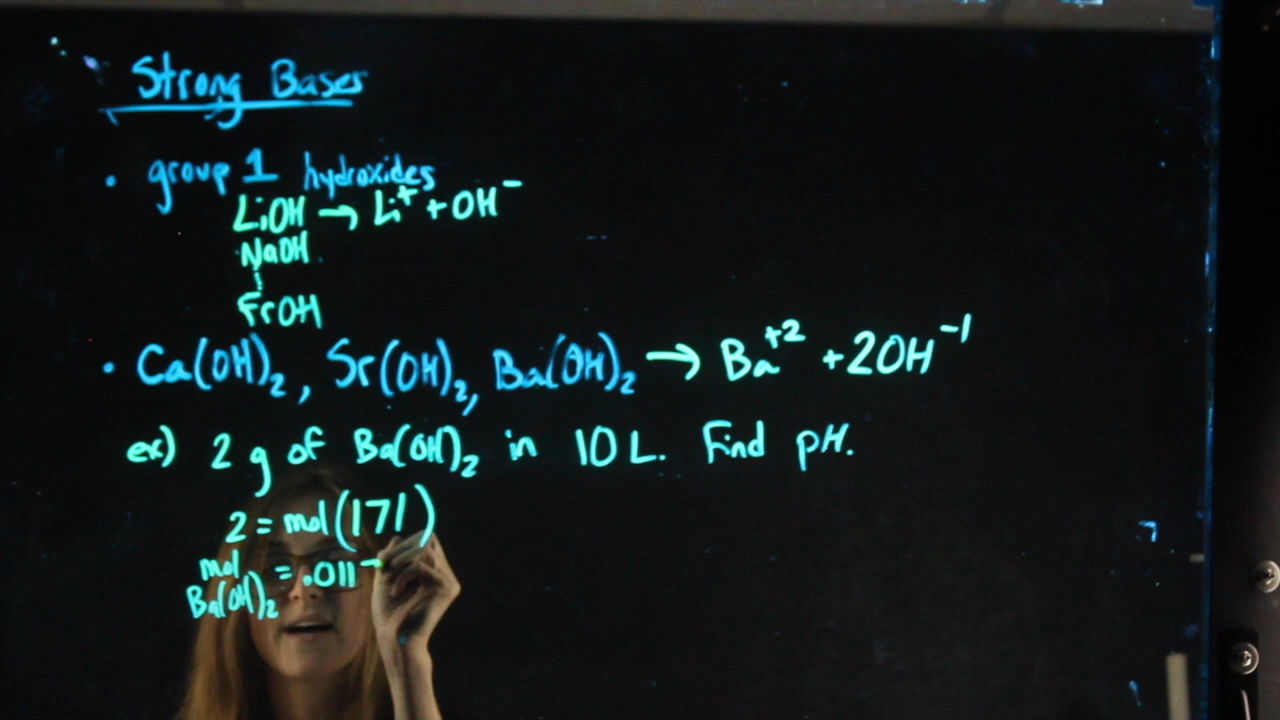 Strong Bases
• group 1 hydroxides
LiOH → Li⁺ + OH⁻
NaOH
FrOH
• Ca(OH)₂, Sr(OH)₂, Ba(OH)₂ → Ba⁺² + 2OH⁻¹
ex) 2 g of Ba(OH)₂ in 10 L. Find pH.
2 = mol(171)
mol Ba(OH)₂ = .011